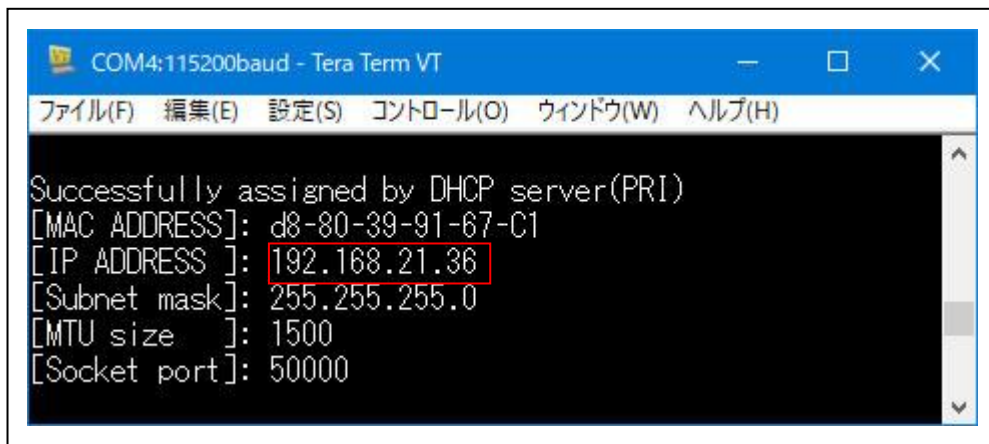 COM4:115200baud - Tera Term VT
ファイル(F) 編集(E) 設定(S) コントロール(O) ウィンドウ(W) ヘルプ(H)
Successfully assigned by DHCP server(PRI)
[MAC ADDRESS]: d8-80-39-91-67-C1
[IP ADDRESS ]: 192.168.21.36
[Subnet mask]: 255.255.255.0
[MTU size   ]: 1500
[Socket port]: 50000